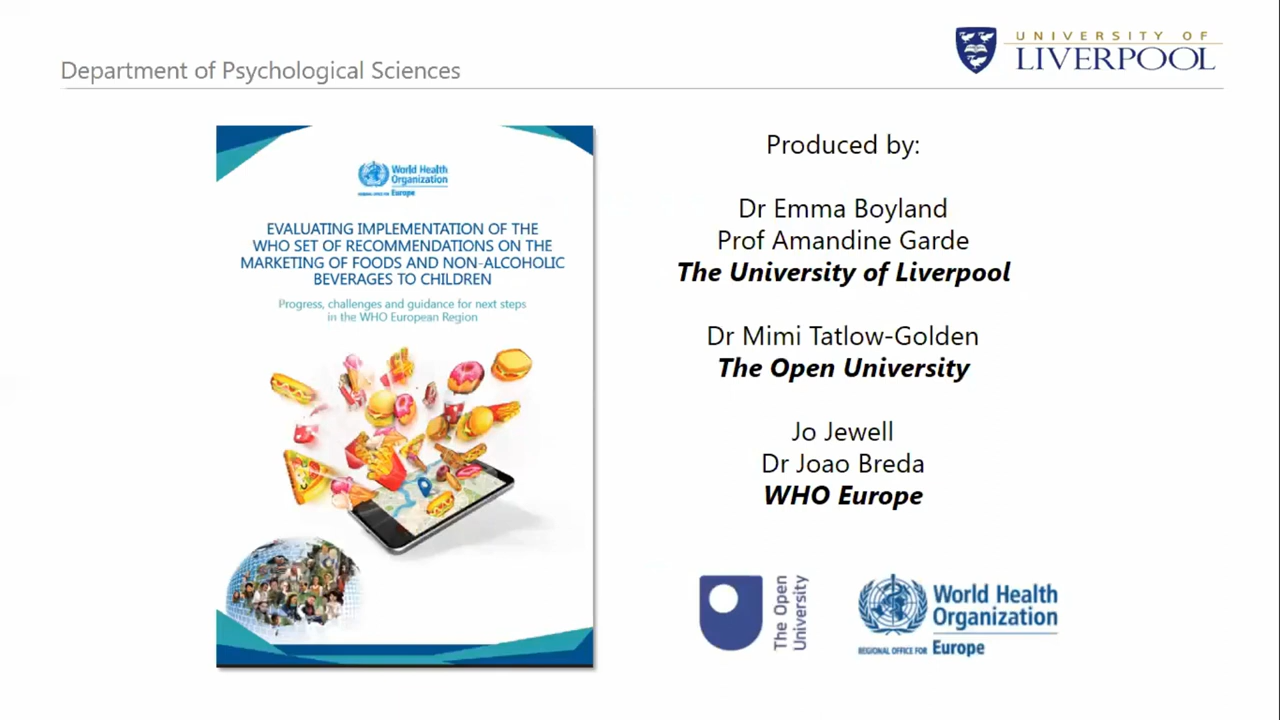 Department of Psychological Sciences
UNIVERSITY OF
LIVERPOOL
World Health
Organization
REGIONAL OFFICE FOR Europe
EVALUATING IMPLEMENTATION OF THE
WHO SET OF RECOMMENDATIONS ON THE
MARKETING OF FOODS AND NON-ALCOHOLIC
BEVERAGES TO CHILDREN
Progress, challenges and guidance for next steps
in the WHO European Region
Produced by:
Dr Emma Boyland
Prof Amandine Garde
The University of Liverpool
Dr Mimi Tatlow-Golden
The Open University
Jo Jewell
Dr Joao Breda
WHO Europe
The Open
University
World Health
Organization
REGIONAL OFFICE FOR Europe